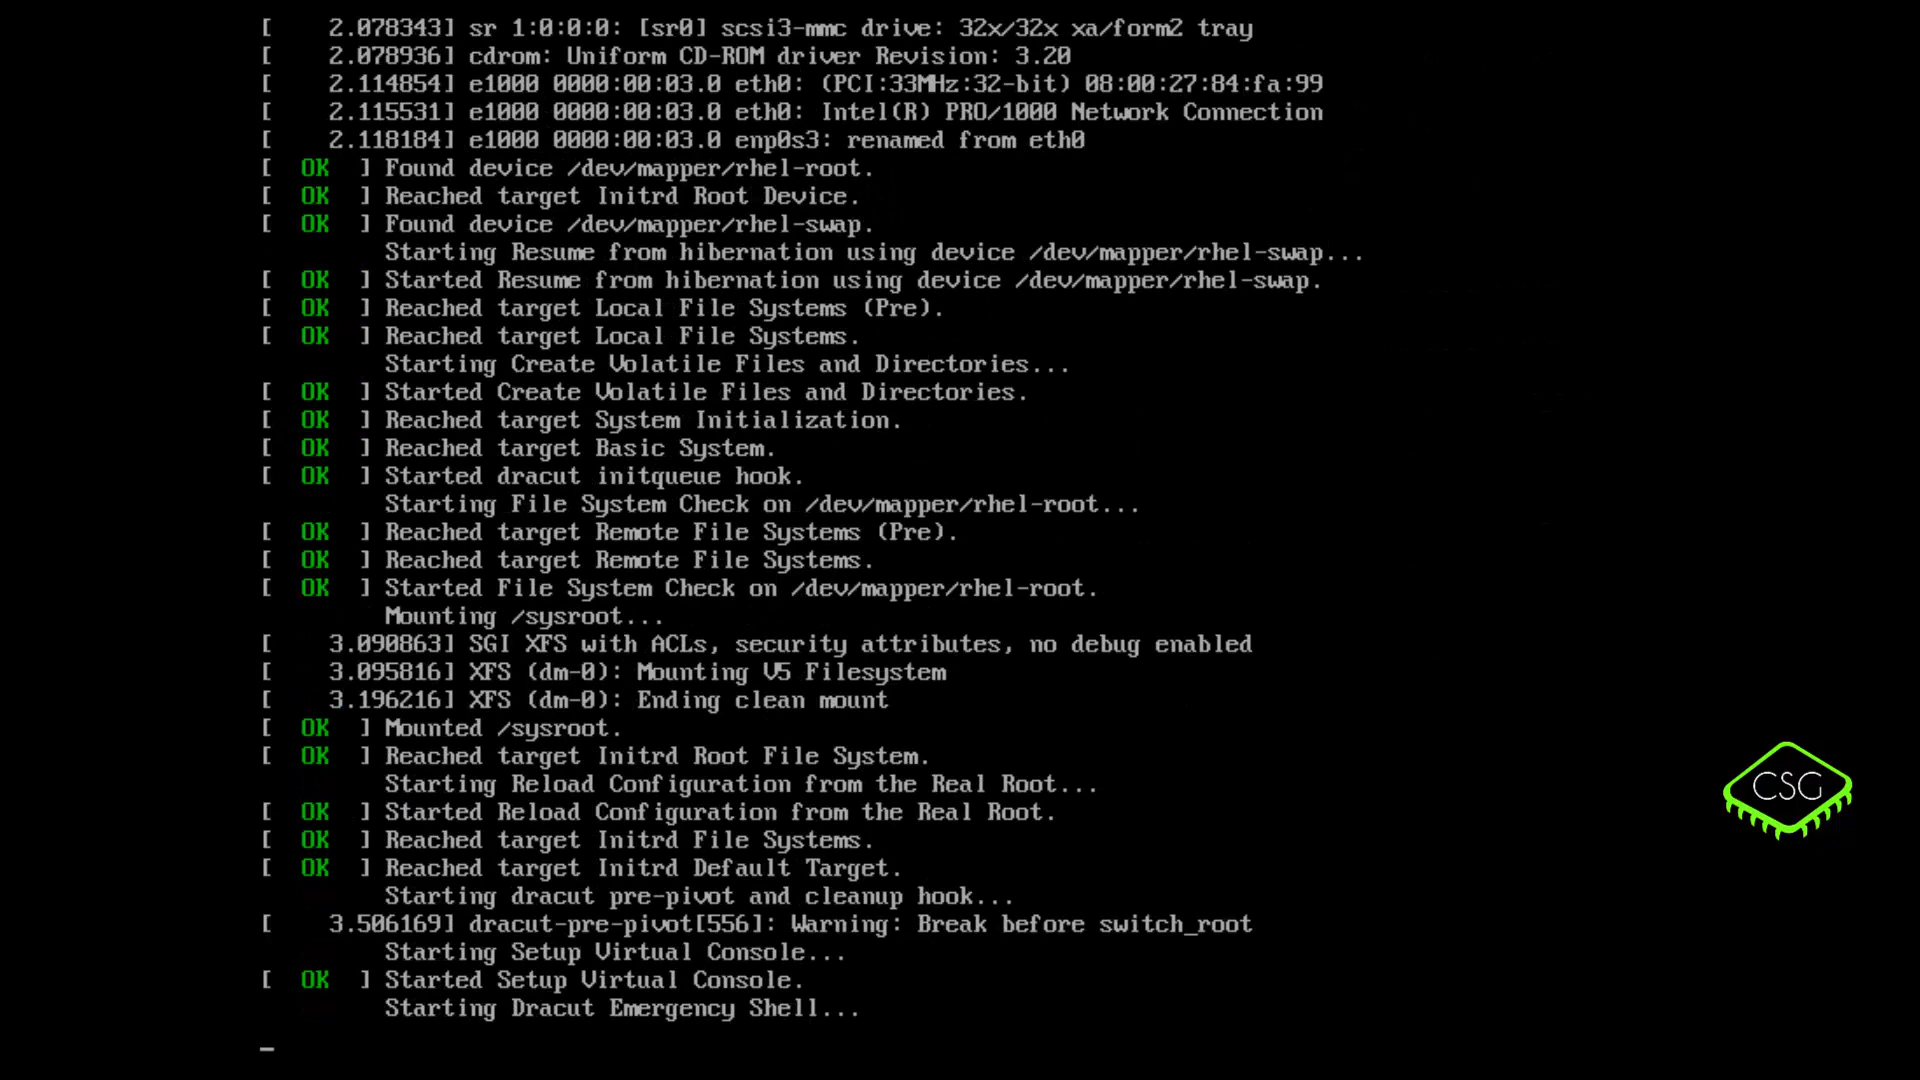 [    2.078343] sr 1:0:0:0: [sr0] scsi3-mmc drive: 32x/32x xa/form2 tray
[    2.078936] cdrom: Uniform CD-ROM driver Revision: 3.20
[    2.114854] e1000 0000:00:03.0 eth0: (PCI:33MHz:32-bit) 08:00:27:84:fa:99
[    2.115531] e1000 0000:00:03.0 eth0: Intel(R) PRO/1000 Network Connection
[    2.118184] e1000 0000:00:03.0 enp0s3: renamed from eth0
[  OK  ] Found device /dev/mapper/rhel-root.
[  OK  ] Reached target Initrd Root Device.
[  OK  ] Found device /dev/mapper/rhel-swap.
         Starting Resume from hibernation using device /dev/mapper/rhel-swap...
[  OK  ] Started Resume from hibernation using device /dev/mapper/rhel-swap.
[  OK  ] Reached target Local File Systems (Pre).
[  OK  ] Reached target Local File Systems.
         Starting Create Volatile Files and Directories...
[  OK  ] Started Create Volatile Files and Directories.
[  OK  ] Reached target System Initialization.
[  OK  ] Reached target Basic System.
[  OK  ] Started dracut initqueue hook.
         Starting File System Check on /dev/mapper/rhel-root...
[  OK  ] Reached target Remote File Systems (Pre).
[  OK  ] Reached target Remote File Systems.
[  OK  ] Started File System Check on /dev/mapper/rhel-root.
         Mounting /sysroot...
[    3.090863] SGI XFS with ACLs, security attributes, no debug enabled
[    3.095816] XFS (dm-0): Mounting V5 Filesystem
[    3.196216] XFS (dm-0): Ending clean mount
[  OK  ] Mounted /sysroot.
[  OK  ] Reached target Initrd Root File System.
         Starting Reload Configuration from the Real Root...
[  OK  ] Started Reload Configuration from the Real Root.
[  OK  ] Reached target Initrd File Systems.
[  OK  ] Reached target Initrd Default Target.
         Starting dracut pre-pivot and cleanup hook...
[    3.506169] dracut-pre-pivot[556]: Warning: Break before switch_root
         Starting Setup Virtual Console...
[  OK  ] Started Setup Virtual Console.
         Starting Dracut Emergency Shell...
CSG